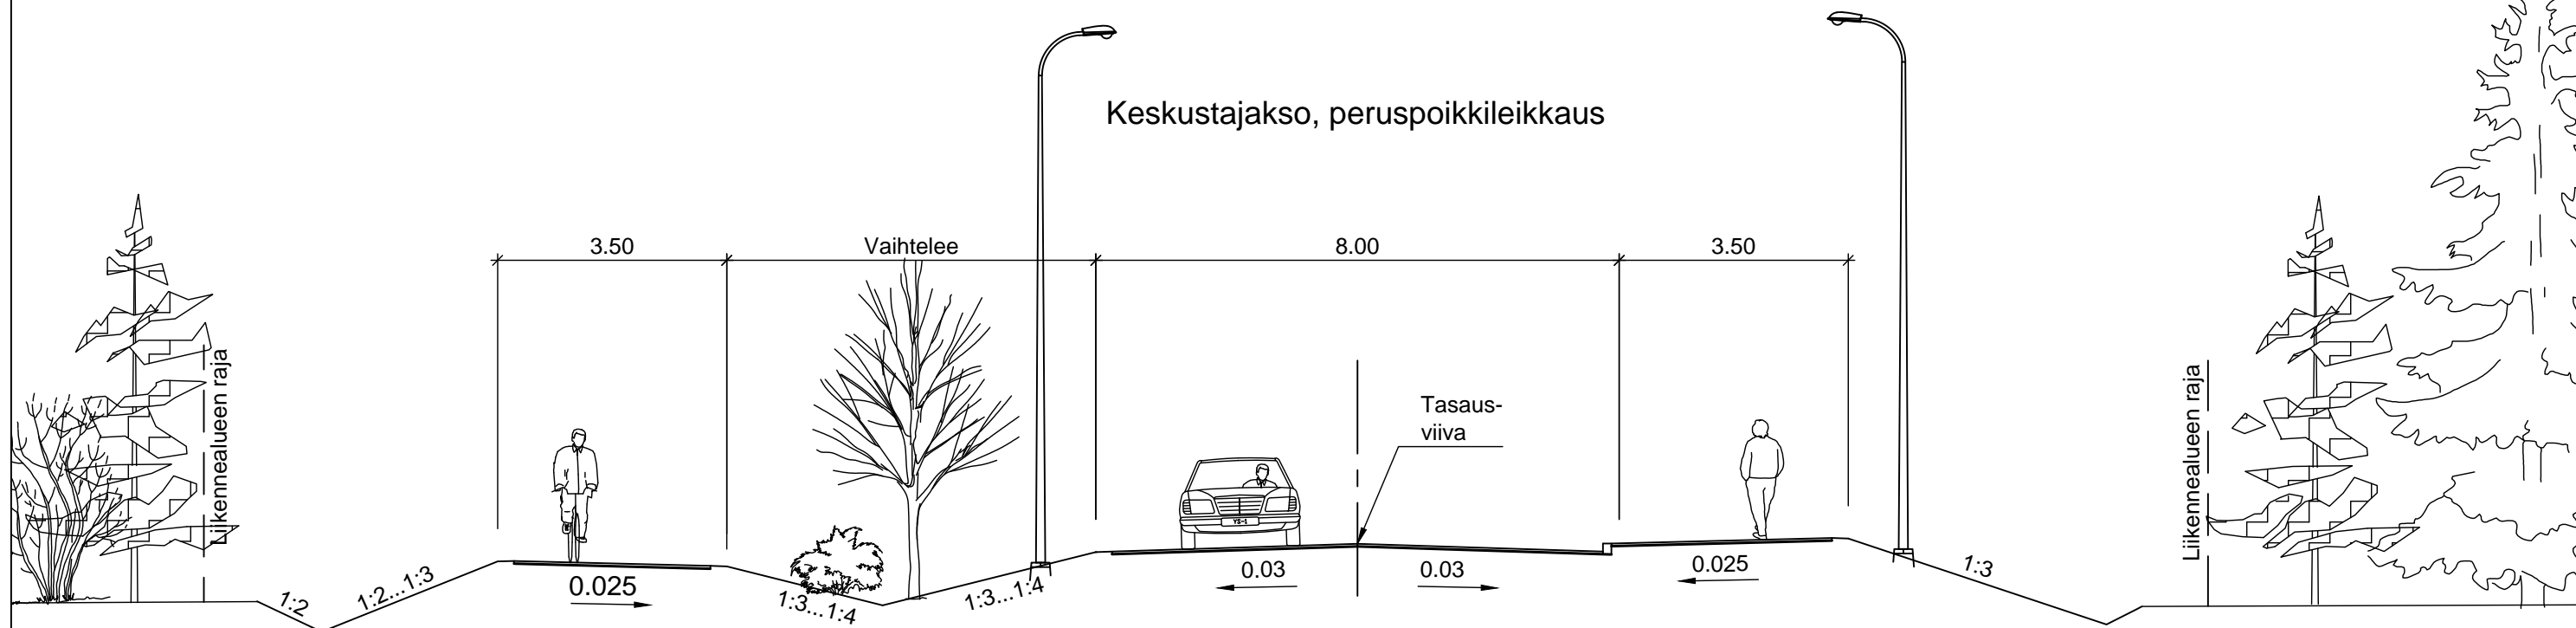 Keskustajakso, peruspoikkileikkaus
3.50
Vaihtelee
8.00
3.50
Liikennealueen raja
Tasaus-
viiva
Liikennealueen raja
YS-1
1:2
1:2...1:3
0.025
1:3...1:4
1:3...1:4
0.03
0.03
0.025
1:3